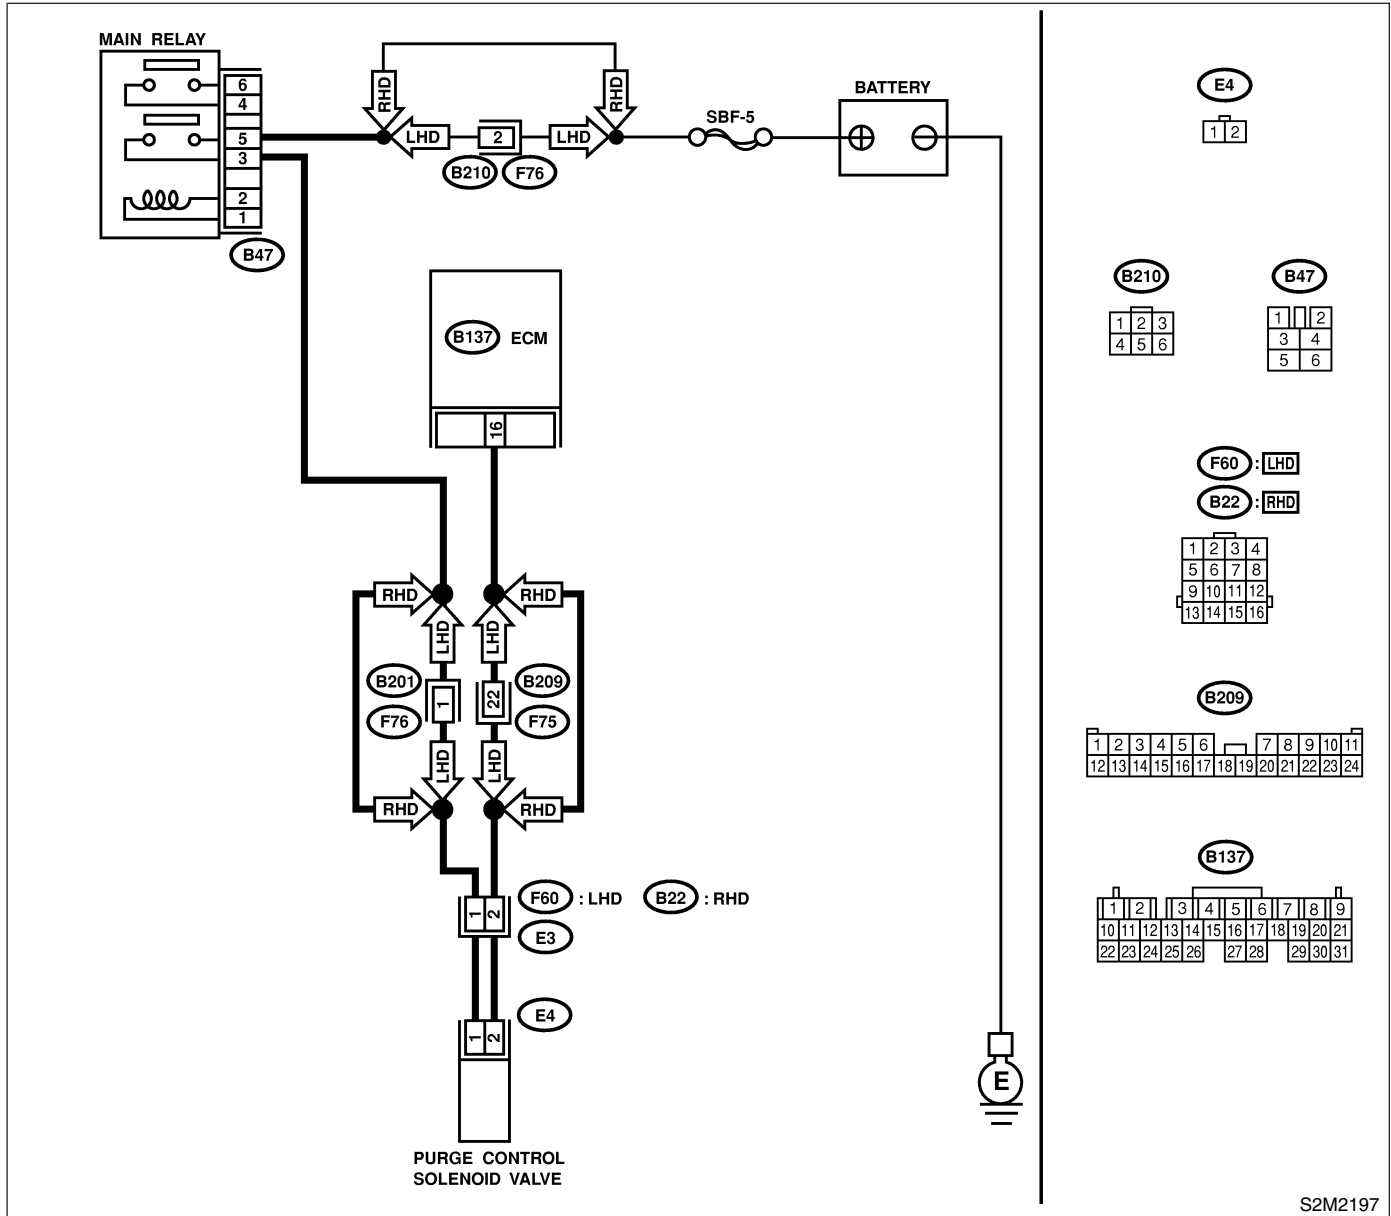 MAIN RELAY
6
4
5
3
2
1
B47
RHD
RHD
LHD
2
LHD
B210
F76
SBF-5
BATTERY
B137 ECM
16
RHD
RHD
LHD
LHD
B201
F76
1
22
B209
F75
LHD
LHD
RHD
RHD
1 2
F60 : LHD B22 : RHD
E3
E4
1 2
PURGE CONTROL
SOLENOID VALVE
E
E4
1 2
B210
1 2 3
4 5 6
B47
1 2
3 4
5 6
F60 : LHD
B22 : RHD
1 2 3 4
5 6 7 8
9 10 11 12
13 14 15 16
B209
1 2 3 4 5 6 7 8 9 10 11
12 13 14 15 16 17 18 19 20 21 22 23 24
B137
1 2 3 4 5 6 7 8 9
10 11 12 13 14 15 16 17 18 19 20 21
22 23 24 25 26 27 28 29 30 31
S2M2197